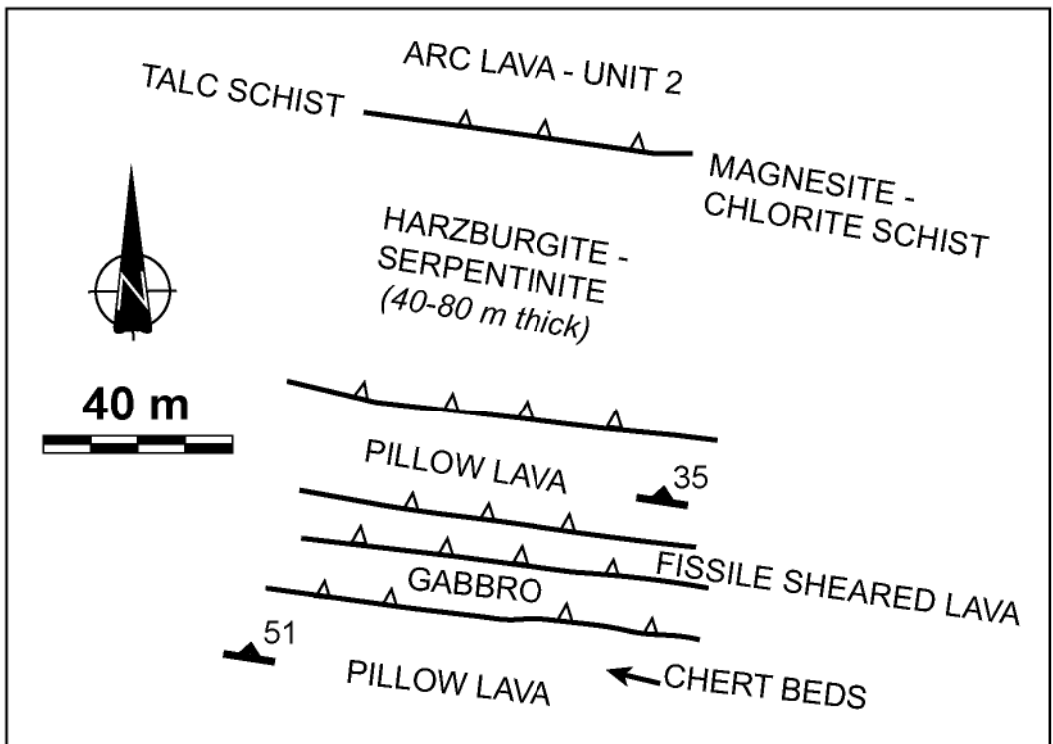 ARC LAVA - UNIT 2
TALC SCHIST
MAGNESITE -
CHLORITE SCHIST
HARZBURGITE -
SERPENTINITE
(40-80 m thick)
N
40 m
PILLOW LAVA
35
FISSILE SHEARED LAVA
GABBRO
51
CHERT BEDS
PILLOW LAVA